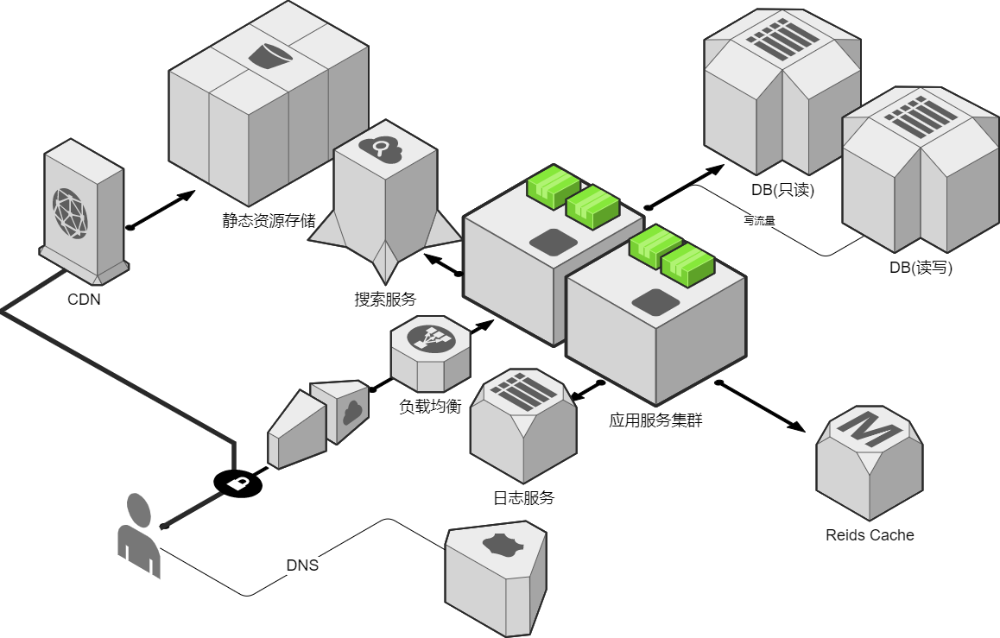 DB(只读)
静态资源存储
写流量
DB(读写)
CDN
搜索服务
负载均衡
应用服务集群
日志服务
M
Reids Cache
DNS